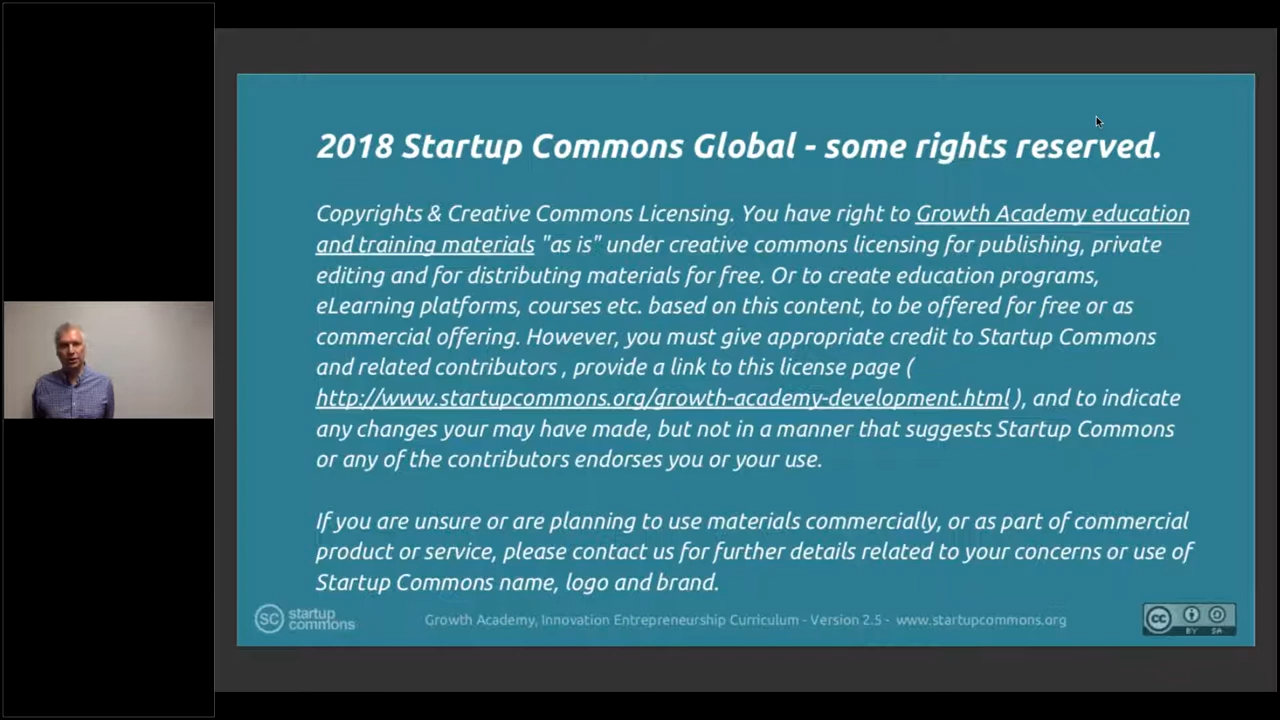 2018 Startup Commons Global - some rights reserved.
Copyrights & Creative Commons Licensing. You have right to Growth Academy education
and training materials "as is" under creative commons licensing for publishing, private
editing and for distributing materials for free. Or to create education programs,
eLearning platforms, courses etc. based on this content, to be offered for free or as
commercial offering. However, you must give appropriate credit to Startup Commons
and related contributors , provide a link to this license page (
http://www.startupcommons.org/growth-academy-development.html ), and to indicate
any changes your may have made, but not in a manner that suggests Startup Commons
or any of the contributors endorses you or your use.
If you are unsure or are planning to use materials commercially, or as part of commercial
product or service, please contact us for further details related to your concerns or use of
Startup Commons name, logo and brand.
SC startup
commons
Growth Academy, Innovation Entrepreneurship Curriculum - Version 2.5 - www.startupcommons.org
cc
BY SA